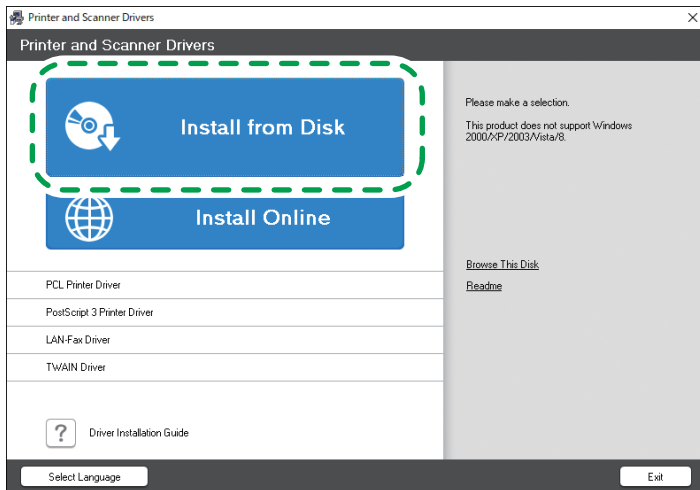 Printer and Scanner Drivers
Printer and Scanner Drivers
Install from Disk
Install Online
PCL Printer Driver
PostScript 3 Printer Driver
LAN-Fax Driver
TWAIN Driver
? Driver Installation Guide
Please make a selection.
This product does not support Windows
2000/XP/2003/Vista/8.
Browse This Disk
Readme
Select Language
Exit